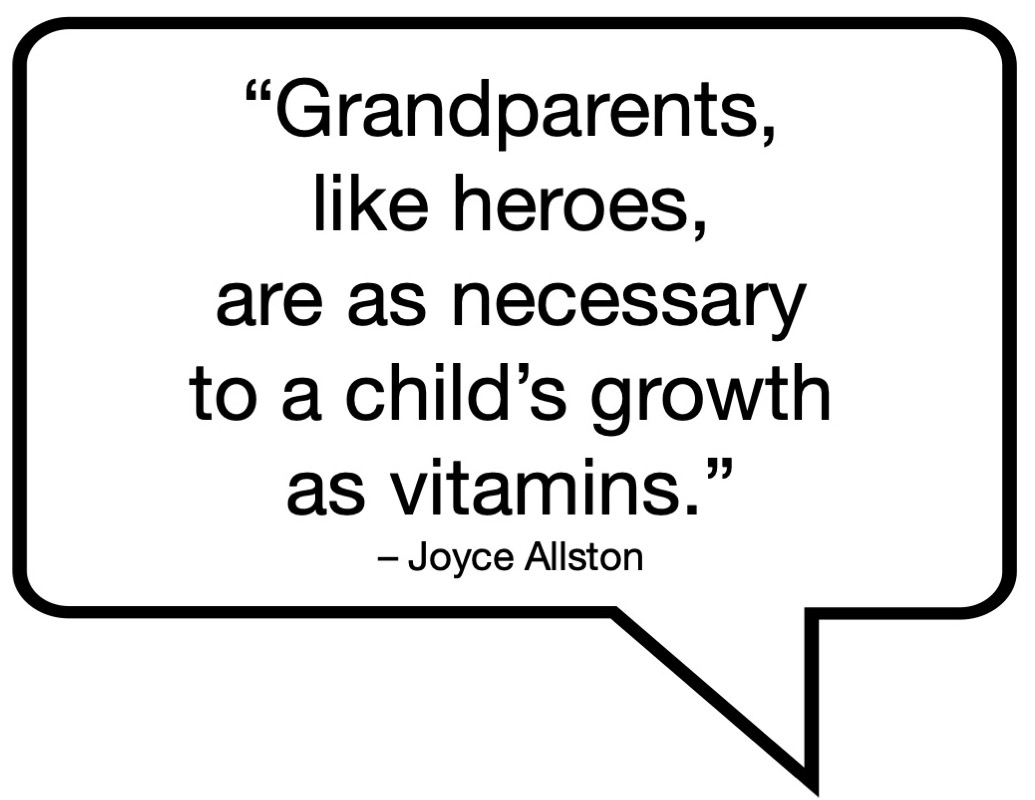 “Grandparents,
like heroes,
are as necessary
to a child’s growth
as vitamins.”
– Joyce Allston